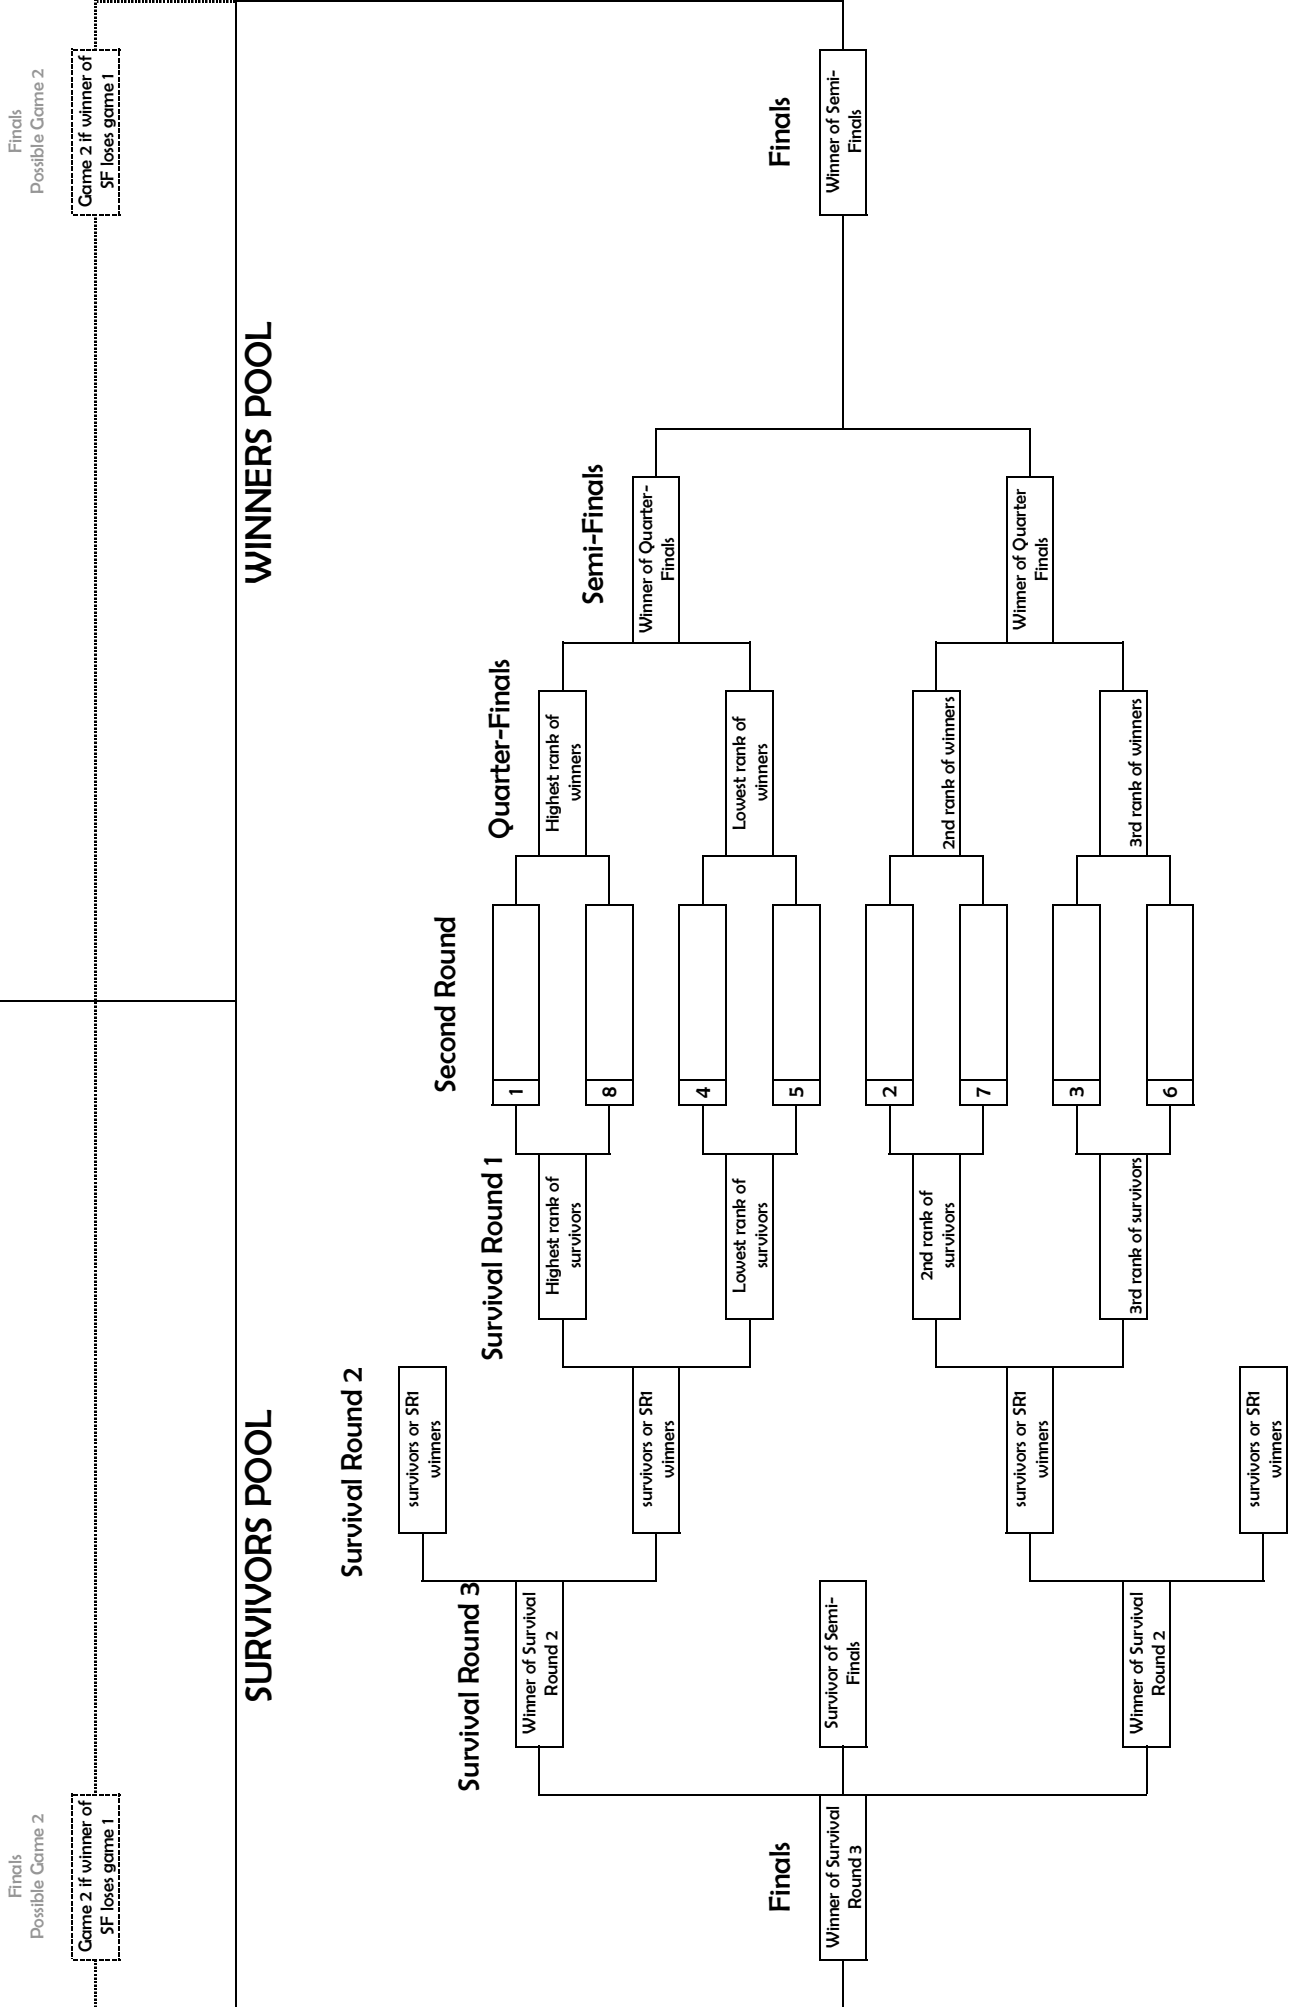 Finals
Possible Game 2
Game 2 if winner of
SF loses game 1
Finals
Possible Game 2
Game 2 if winner of
SF loses game 1
SURVIVORS POOL
WINNERS POOL
Survival Round 2
survivors or SR1
winners
Second Round
Survival Round 3
Survival Round 1
Quarter-Finals
Winner of Survival
Round 2
1
Highest rank of
survivors
Highest rank of
winners
Semi-Finals
8
survivors or SR1
winners
Winner of Quarter-
Finals
4
Lowest rank of
survivors
Lowest rank of
winners
Finals
Finals
5
Winner of Survival
Round 3
Survivor of Semi-
Finals
Winner of Semi-
Finals
2
2nd rank of
survivors
2nd rank of winners
7
survivors or SR1
winners
Winner of Quarter
Finals
3
Winner of Survival
Round 2
3rd rank of survivors
3rd rank of winners
6
survivors or SR1
winners